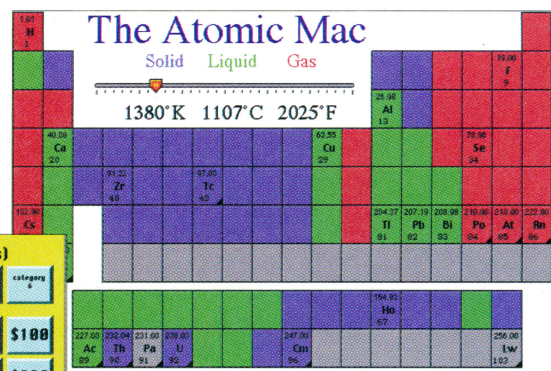 The Atomic Mac
Solid Liquid Gas
1380°K 1107°C 2025°F
H
1
19.00
F
9
26.98
Al
13
40.08
Ca
20
63.55
Cu
29
78.96
Se
34
91.22
Zr
40
97.00
Tc
43
132.90
Cs
204.37 207.19 208.98 210.00 210.00 222.00
Tl Pb Bi Po At Rn
81 82 83 84 85 86
category
6
$100
164.93
Ho
67
227.00 232.04 231.00 238.03 247.00 256.00
Ac Th Pa U Cm Lw
89 90 91 92 96 103